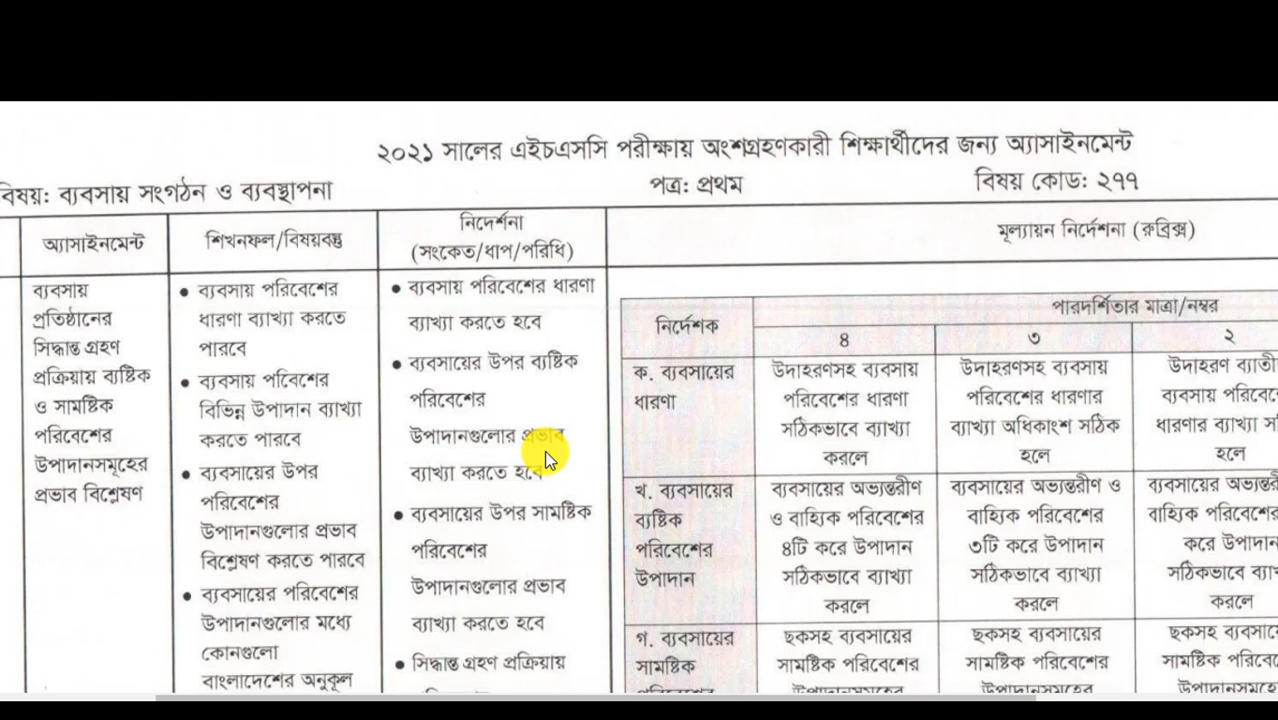 ২০২১ সালের এইচএসসি পরীক্ষায় অংশগ্রহণকারী শিক্ষার্থীদের জন্য অ্যাসাইনমেন্ট
বিষয়: ব্যবসায় সংগঠন ও ব্যবস্থাপনা
পত্র: প্রথম
বিষয় কোড: ২৭৭
অ্যাসাইনমেন্ট
শিখনফল/বিষয়বস্তু
নির্দেশনা
(সংকেত/ধাপ/পরিধি)
মূল্যায়ন নির্দেশনা (রুব্রিক্স)
ব্যবসায়
প্রতিষ্ঠানের
সিদ্ধান্ত গ্রহণ
প্রক্রিয়ায় ব্যষ্টিক
ও সামষ্টিক
পরিবেশের
উপাদানসমূহের
প্রভাব বিশ্লেষণ
• ব্যবসায় পরিবেশের
ধারণা ব্যাখ্যা করতে
পারবে
• ব্যবসায় পবিবেশের
বিভিন্ন উপাদান ব্যাখ্যা
করতে পারবে
• ব্যবসায়ের উপর
পরিবেশের
উপাদানগুলোর প্রভাব
বিশ্লেষণ করতে পারবে
• ব্যবসায়ের পরিবেশের
উপাদানগুলোর মধ্যে
কোনগুলো
বাংলাদেশের অনুকূল
• ব্যবসায় পরিবেশের ধারণা
ব্যাখ্যা করতে হবে
• ব্যবসায়ের উপর ব্যষ্টিক
পরিবেশের
উপাদানগুলোর প্রভাব
ব্যাখ্যা করতে হবে
• ব্যবসায়ের উপর সামষ্টিক
পরিবেশের
উপাদানগুলোর প্রভাব
ব্যাখ্যা করতে হবে
• সিদ্ধান্ত গ্রহণ প্রক্রিয়ায়
নির্দেশক
পারদর্শিতার মাত্রা/নম্বর
৪
৩
২
ক. ব্যবসায়ের
ধারণা
উদাহরণসহ ব্যবসায়
পরিবেশের ধারণা
সঠিকভাবে ব্যাখ্যা
করলে
উদাহরণসহ ব্যবসায়
পরিবেশের ধারণার
ব্যাখ্যা অধিকাংশ সঠিক
হলে
উদাহরণ
ব্যবসায়
ধারণার ব্যাখ্যা
হলে
খ. ব্যবসায়ের
ব্যষ্টিক
পরিবেশের
উপাদান
ব্যবসায়ের অভ্যন্তরীণ
ও বাহ্যিক পরিবেশের
৪টি করে উপাদান
সঠিকভাবে ব্যাখ্যা
করলে
ব্যবসায়ের অভ্যন্তরীণ ও
বাহ্যিক পরিবেশের
৩টি করে উপাদান
সঠিকভাবে ব্যাখ্যা
করলে
ব্যবসায়ের
বাহ্যিক
করে
সঠিকভাবে
করলে
গ. ব্যবসায়ের
সামষ্টিক
ছকসহ ব্যবসায়ের
সামষ্টিক পরিবেশের
ছকসহ ব্যবসায়ের
সামষ্টিক পরিবেশের
ছকসহ
সামষ্টিক